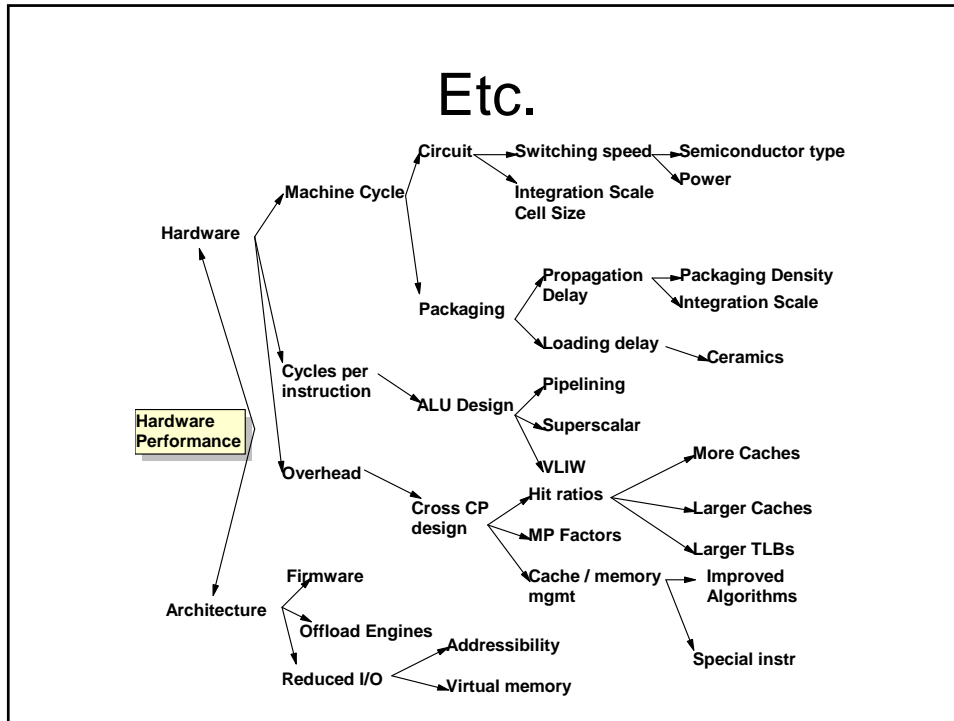 Etc.
Circuit
Switching speed
Semiconductor type
Power
Machine Cycle
Integration Scale
Cell Size
Hardware
Propagation
Delay
Packaging Density
Integration Scale
Packaging
Loading delay
Ceramics
Cycles per
instruction
ALU Design
Pipelining
Superscalar
VLIW
Hardware
Performance
Overhead
Cross CP
design
Hit ratios
More Caches
Larger Caches
Larger TLBs
MP Factors
Cache / memory
mgmt
Improved
Algorithms
Special instr
Architecture
Firmware
Offload Engines
Reduced I/O
Addressibility
Virtual memory